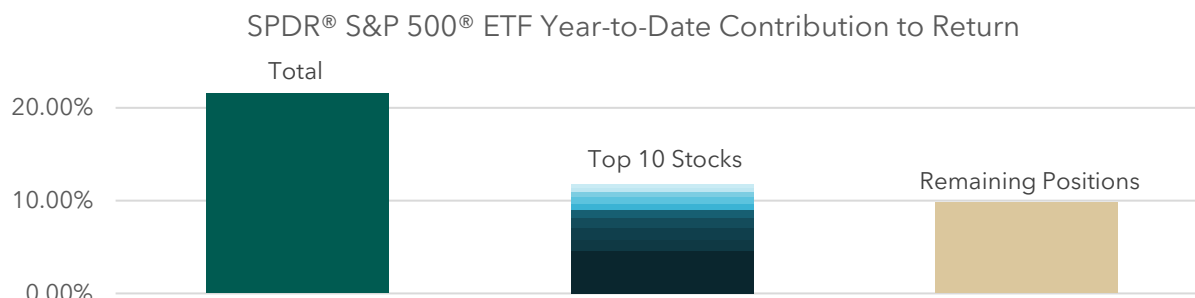 SPDR® S&P 500® ETF Year-to-Date Contribution to Return
Total
20.00%
Top 10 Stocks
Remaining Positions
10.00%
0.00%